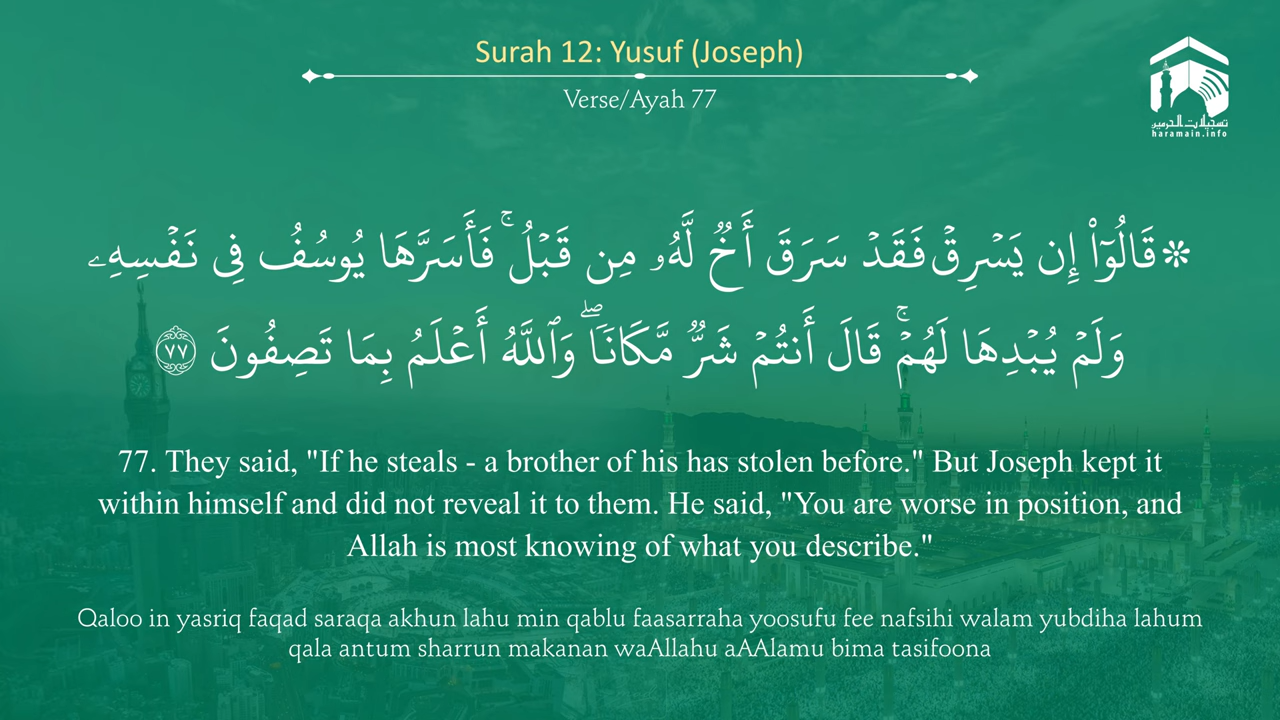 Surah 12: Yusuf (Joseph)
Verse/Ayah 77
تسجيلات الحرمين
haramain.info
۞قَالُوٓا۟ إِن يَسْرِقْ فَقَدْ سَرَقَ أَخٌ لَّهُۥ مِن قَبْلُ ۚ فَأَسَرَّهَا يُوسُفُ فِى نَفْسِهِۦ
وَلَمْ يُبْدِهَا لَهُمْ ۚ قَالَ أَنتُمْ شَرٌّ مَّكَانًا ۖ وَٱللَّهُ أَعْلَمُ بِمَا تَصِفُونَ ٧٧
77. They said, "If he steals - a brother of his has stolen before." But Joseph kept it
within himself and did not reveal it to them. He said, "You are worse in position, and
Allah is most knowing of what you describe."
Qaloo in yasriq faqad saraqa akhun lahu min qablu faasarraha yoosufu fee nafsihi walam yubdiha lahum
qala antum sharrun makanan waAllahu aAAlamu bima tasifoona